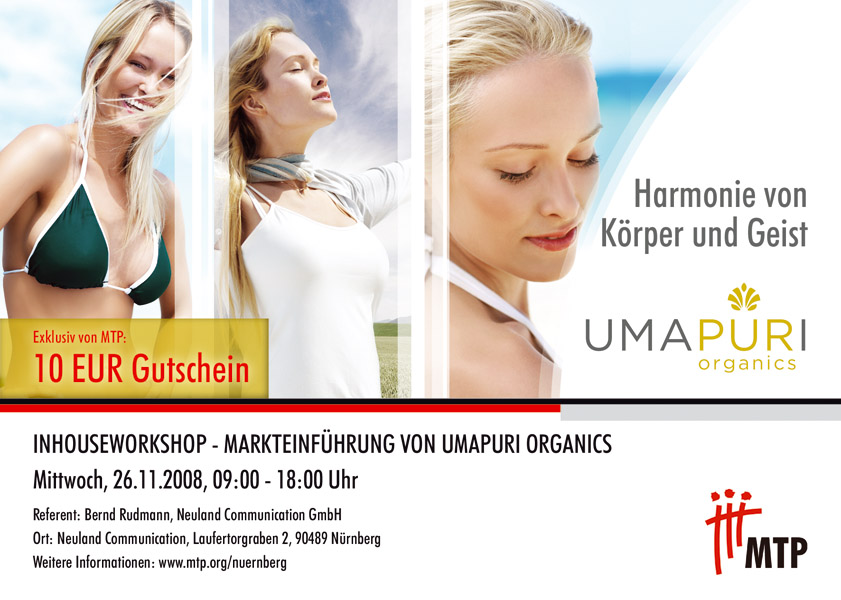 Harmonie von
Körper und Geist
UMAPURI
organics
Exklusiv von MTP:
10 EUR Gutschein
INHOUSEWORKSHOP - MARKTEINFÜHRUNG VON UMAPURI ORGANICS
Mittwoch, 26.11.2008, 09:00 - 18:00 Uhr
Referent: Bernd Rudmann, Neuland Communication GmbH
Ort: Neuland Communication, Laufertorgraben 2, 90489 Nürnberg
Weitere Informationen: www.mtp.org/nuernberg
MTP